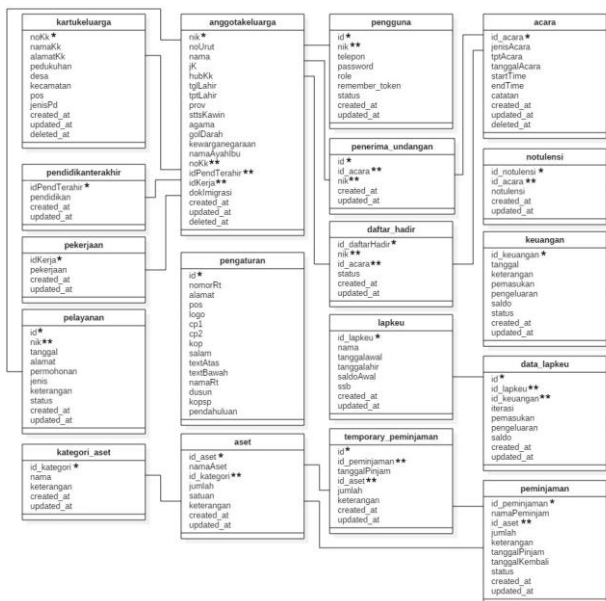 kartukeluarga
noKk *
namaKk
alamatKk
pedukuhan
desa
kecamatan
pos
jenisPd
created_at
updated_at
deleted_at
anggotakeluarga
nik *
noUrut
nama
jK
hubKk
tglLahir
tptLahir
prov
sttsKawin
agama
golDarah
kewarganegaraan
namaAyahIbu
noKk **
idPendTerahir **
idKerja **
dokImigrasi
created_at
updated_at
deleted_at
pengguna
id *
nik **
telepon
password
role
remember_token
status
created_at
updated_at
acara
id_acara *
jenisAcara
tptAcara
tanggalAcara
startTime
endTime
catatan
created_at
updated_at
deleted_at
pendidikanterakhir
idPendTerahir *
pendidikan
created_at
updated_at
penerima_undangan
id *
id_acara **
nik **
created_at
updated_at
notulensi
id_notulensi *
id_acara **
notulensi
created_at
updated_at
pekerjaan
idKerja *
pekerjaan
created_at
updated_at
pengaturan
id *
nomorRt
alamat
pos
logo
cp1
cp2
kop
salam
textAtas
textBawah
namaRt
dusun
kopsp
pendahuluan
daftar_hadir
id_daftarHadir *
nik **
id_acara **
status
created_at
updated_at
keuangan
id_keuangan *
tanggal
keterangan
pemasukan
pengeluaran
saldo
status
created_at
updated_at
pelayanan
id *
nik **
tanggal
alamat
permohonan
jenis
keterangan
status
created_at
updated_at
lapkeu
id_lapkeu *
nama
tanggalawal
tanggalahir
saldoAwal
ssb
created_at
updated_at
data_lapkeu
id *
id_lapkeu **
id_keuangan **
iterasi
pemasukan
pengeluaran
saldo
created_at
updated_at
kategori_aset
id_kategori *
nama
keterangan
created_at
updated_at
aset
id_aset *
namaAset
id_kategori **
jumlah
satuan
keterangan
created_at
updated_at
temporary_peminjaman
id *
id_peminjaman **
tanggalPinjam
id_aset **
jumlah
keterangan
created_at
updated_at
peminjaman
id_peminjaman *
namaPeminjam
id_aset **
jumlah
keterangan
tanggalPinjam
tanggalKembali
status
created_at
updated_at